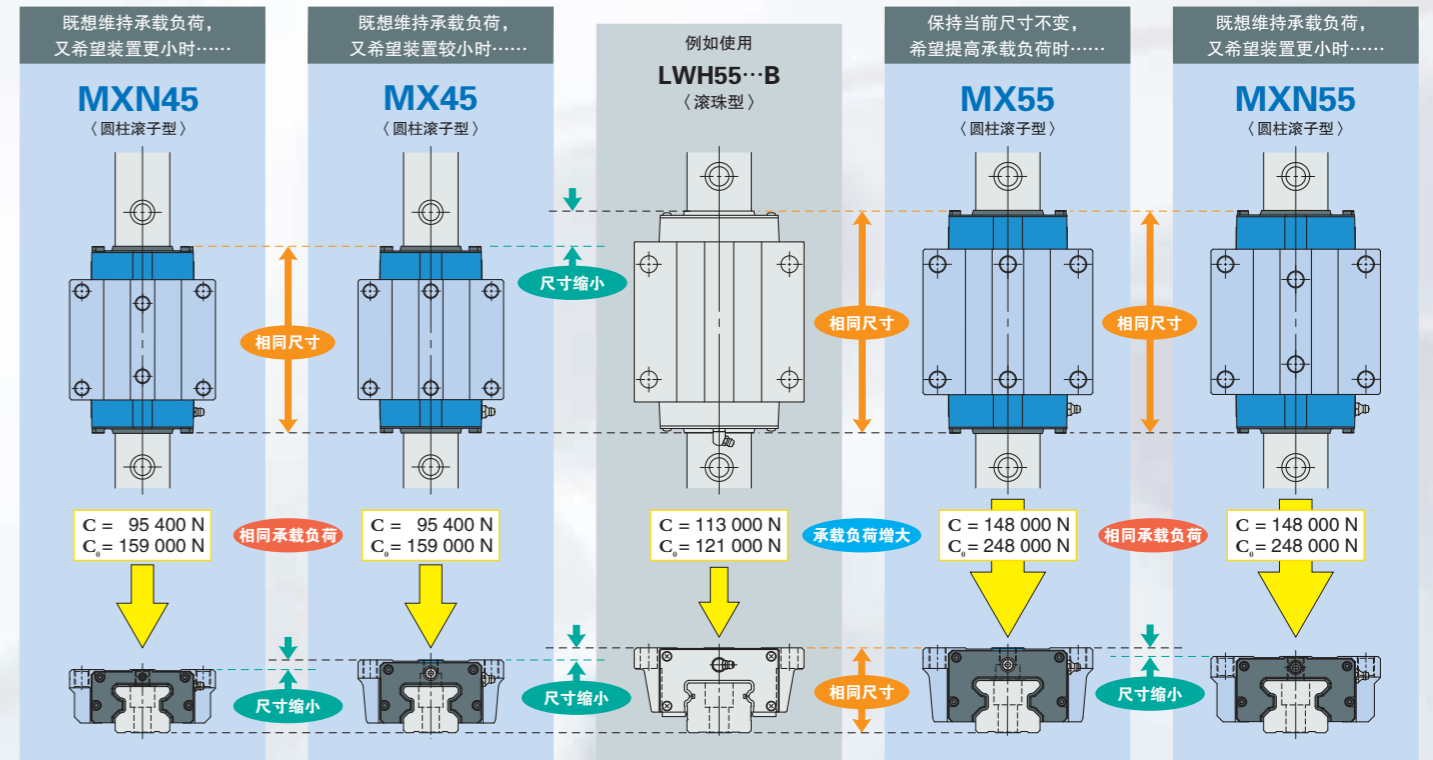 既想维持承载负荷，
又希望装置更小时……
MXN45
〈圆柱滚子型〉
相同尺寸
C = 95 400 N
C₀= 159 000 N
相同承载负荷
尺寸缩小
既想维持承载负荷，
又希望装置较小时……
MX45
〈圆柱滚子型〉
尺寸缩小
C = 95 400 N
C₀= 159 000 N
尺寸缩小
例如使用
LWH55…B
〈滚珠型〉
相同尺寸
C = 113 000 N
C₀= 121 000 N
承载负荷增大
相同尺寸
保持当前尺寸不变，
希望提高承载负荷时……
MX55
〈圆柱滚子型〉
相同尺寸
C = 148 000 N
C₀= 248 000 N
相同承载负荷
尺寸缩小
既想维持承载负荷，
又希望装置更小时……
MXN55
〈圆柱滚子型〉
C = 148 000 N
C₀= 248 000 N